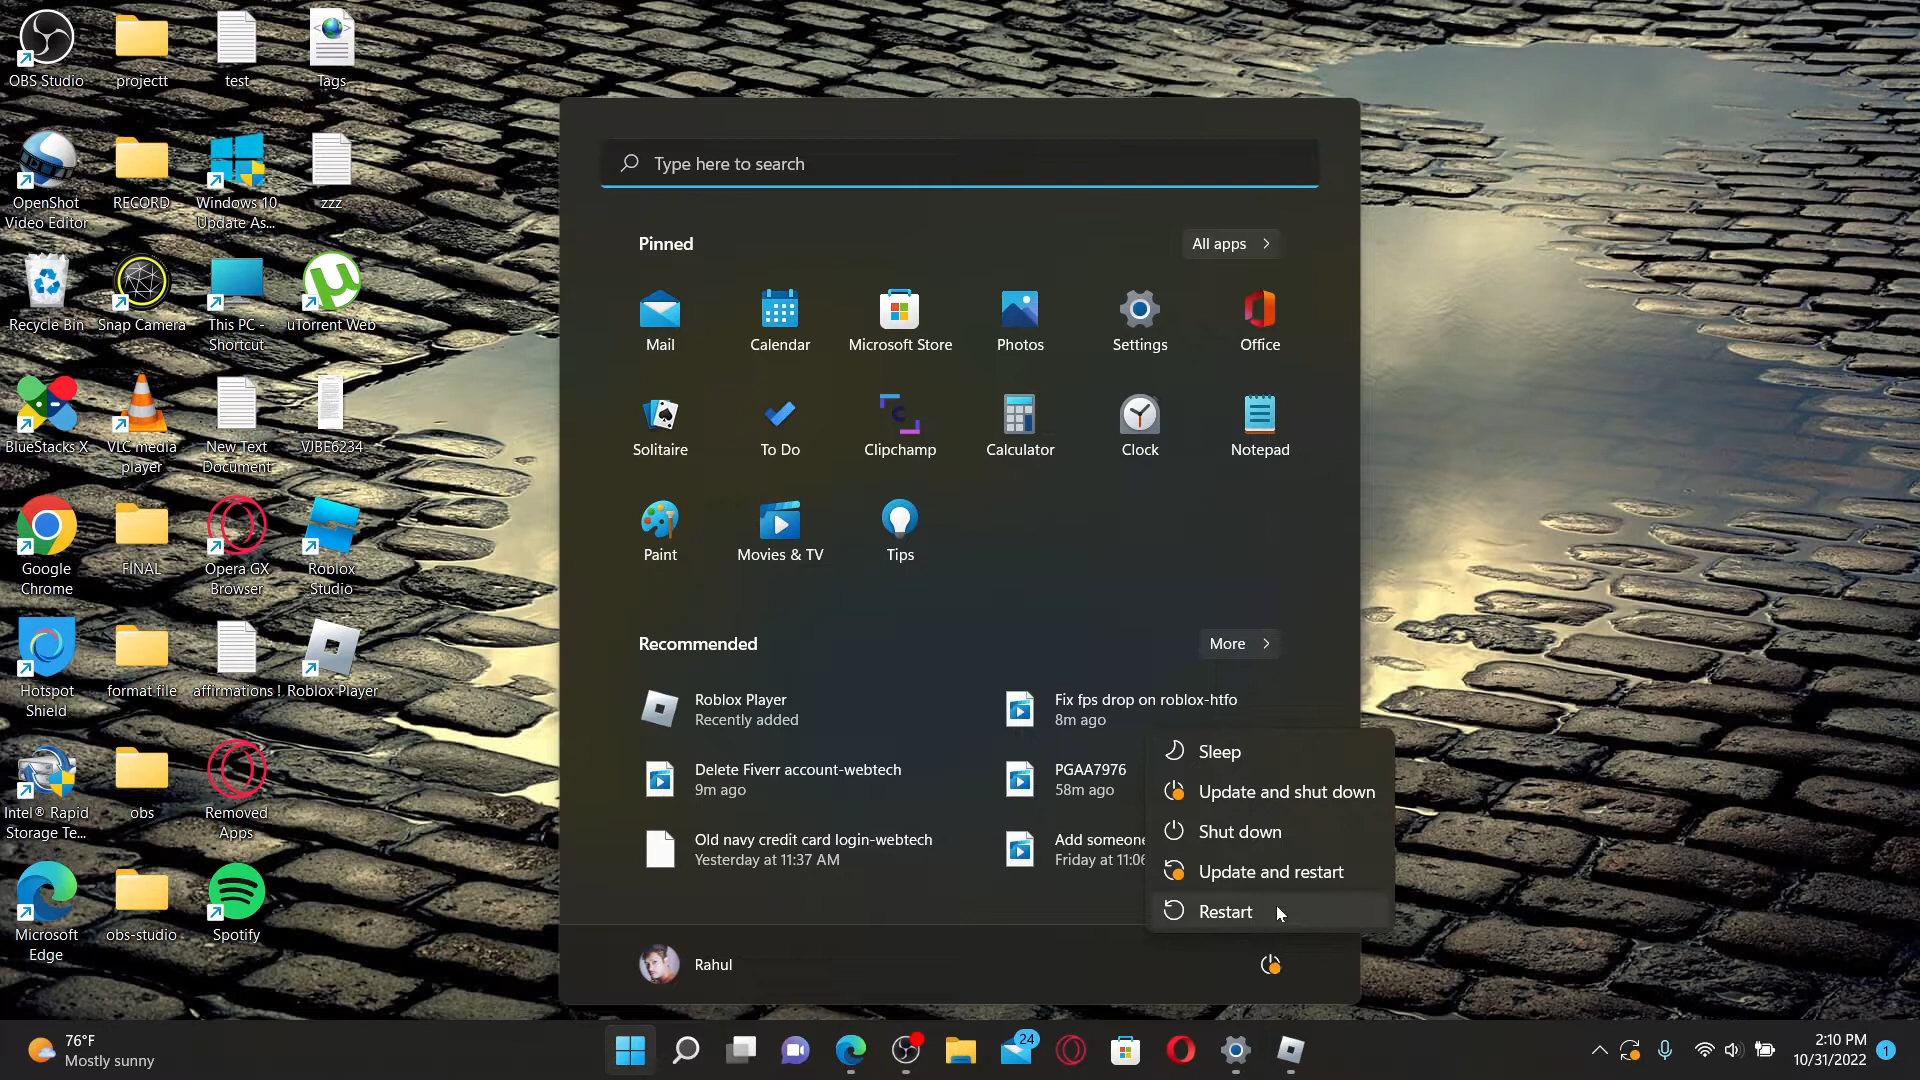 OBS Studio
projectt
test
Tags
OpenShot
Video Editor
RECORD
Windows 10
Update As...
zzz
Recycle Bin
Snap Camera
This PC -
Shortcut
uTorrent Web
BlueStacks X
VLC media
player
New Text
Document
VJBE6234
Google
Chrome
FINAL
Opera GX
Browser
Roblox
Studio
Hotspot
Shield
format file
affirmations !
Roblox Player
Intel® Rapid
Storage Te...
obs
Removed
Apps
Microsoft
Edge
obs-studio
Spotify
Type here to search
Pinned
All apps
Mail
Calendar
Microsoft Store
Photos
Settings
Office
Solitaire
To Do
Clipchamp
Calculator
Clock
Notepad
Paint
Movies & TV
Tips
Recommended
More
Roblox Player
Recently added
Fix fps drop on roblox-htfo
8m ago
Delete Fiverr account-webtech
9m ago
PGAA7976
58m ago
Old navy credit card login-webtech
Yesterday at 11:37 AM
Add someone
Friday at 11:06
Sleep
Update and shut down
Shut down
Update and restart
Restart
Rahul
76°F
Mostly sunny
24
2:10 PM
10/31/2022
1